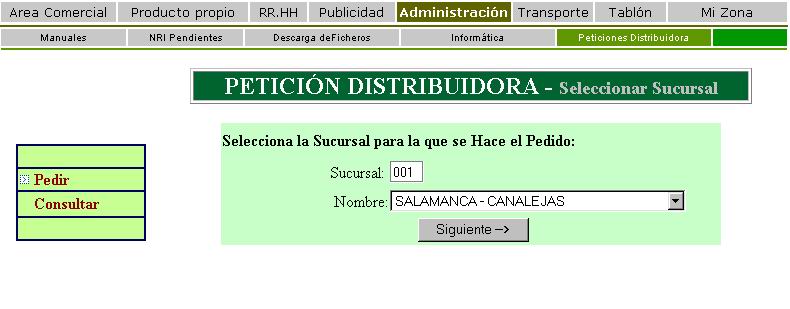 Area Comercial Producto propio RR.HH Publicidad Administración Transporte Tablón Mi Zona
Manuales NRI Pendientes Descarga deFicheros Informática Peticiones Distribuidora
PETICIÓN DISTRIBUIDORA - Seleccionar Sucursal
Selecciona la Sucursal para la que se Hace el Pedido:
Pedir
Consultar
Sucursal: 001
Nombre: SALAMANCA - CANALEJAS
Siguiente -->